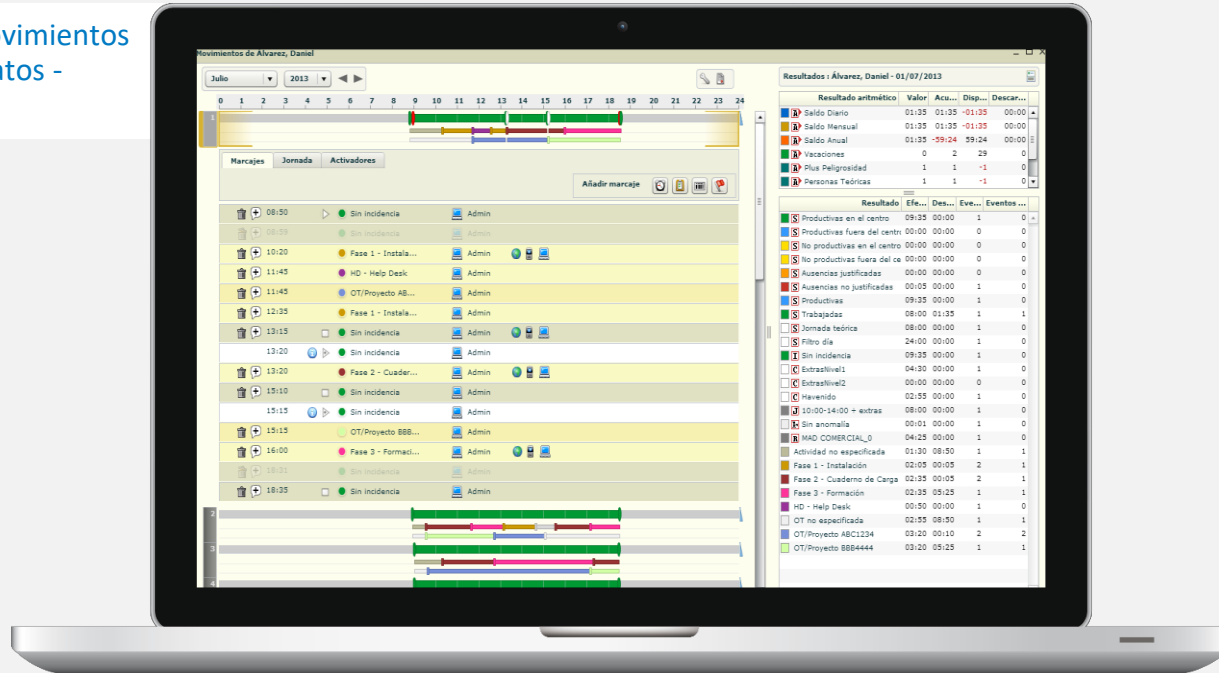 vimientos
tos -
Movimientos de Álvarez, Daniel
Julio 2013
0 1 2 3 4 5 6 7 8 9 10 11 12 13 14 15 16 17 18 19 20 21 22 23 24
1
Marcajes Jornada Activadores
Añadir marcaje
08:50 Sin incidencia Admin
08:59 Sin incidencia Admin
10:20 Fase 1 - Instala... Admin
11:45 HD - Help Desk Admin
11:45 OT/Proyecto AB... Admin
12:35 Fase 1 - Instala... Admin
13:15 Sin incidencia Admin
13:20 Sin incidencia Admin
13:20 Fase 2 - Cuader... Admin
15:10 Sin incidencia Admin
15:15 Sin incidencia Admin
15:15 OT/Proyecto BBB... Admin
16:00 Fase 3 - Formaci... Admin
18:31 Sin incidencia Admin
18:35 Sin incidencia Admin
2
3
4
Resultados : Álvarez, Daniel - 01/07/2013
Resultado aritmético Valor Acu... Disp... Descar...
A Saldo Diario 01:35 01:35 -01:35 00:00
A Saldo Mensual 01:35 01:35 -01:35 00:00
A Saldo Anual 01:35 -59:24 59:24 00:00
A Vacaciones 0 2 29 0
A Plus Peligrosidad 1 1 -1 0
A Personas Teóricas 1 1 -1 0
Resultado Efe... Des... Eve... Eventos ...
S Productivas en el centro 09:35 00:00 1 0
S Productivas fuera del centro 00:00 00:00 0 0
S No productivas en el centro 00:00 00:00 0 0
S No productivas fuera del ce 00:00 00:00 0 0
S Ausencias justificadas 00:00 00:00 0 0
S Ausencias no justificadas 00:05 00:00 1 0
S Productivas 09:35 00:00 1 0
S Trabajadas 08:00 01:35 1 1
S Jornada teórica 08:00 00:00 1 0
S Filtro día 24:00 00:00 1 0
I Sin incidencia 09:35 00:00 1 0
C ExtrasNivel1 04:30 00:00 1 0
C ExtrasNivel2 00:00 00:00 0 0
C Havenido 02:55 00:00 1 0
J 10:00-14:00 + extras 08:00 00:00 1 0
Sin anomalía 00:01 00:00 1 0
R MAD COMERCIAL_0 04:25 00:00 1 0
Actividad no especificada 01:30 08:50 1 1
Fase 1 - Instalación 02:05 00:05 2 1
Fase 2 - Cuaderno de Carga 02:35 00:05 2 1
Fase 3 - Formación 02:35 05:25 1 1
HD - Help Desk 00:50 00:00 1 0
OT no especificada 02:55 08:50 1 1
OT/Proyecto ABC1234 03:20 00:10 2 2
OT/Proyecto BBB4444 03:20 05:25 1 1